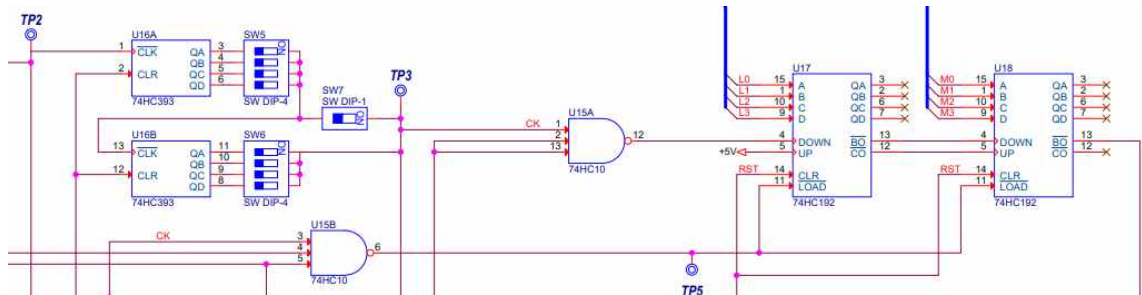 TP2
U16A
1 CLK QA 3
QB 4
2 CLR QC 5
QD 6
74HC393
SW5
ON
SW DIP-4
SW7
SW DIP-1
ON
TP3
U16B
13 CLK QA 11
QB 10
12 CLR QC 9
QD 8
74HC393
SW6
ON
SW DIP-4
U15A
CK 1
2 12
13
74HC10
U15B
CK 3
4 6
5
74HC10
TP5
U17
L0 15 A QA 3
L1 1 B QB 2
L2 10 C QC 6
L3 9 D QD 7
4 DOWN BO 13
+5V 5 UP CO 12
RST 14 CLR
11 LOAD
74HC192
U18
M0 15 A QA 3
M1 1 B QB 2
M2 10 C QC 6
M3 9 D QD 7
4 DOWN BO 13
5 UP CO 12
RST 14 CLR
11 LOAD
74HC192